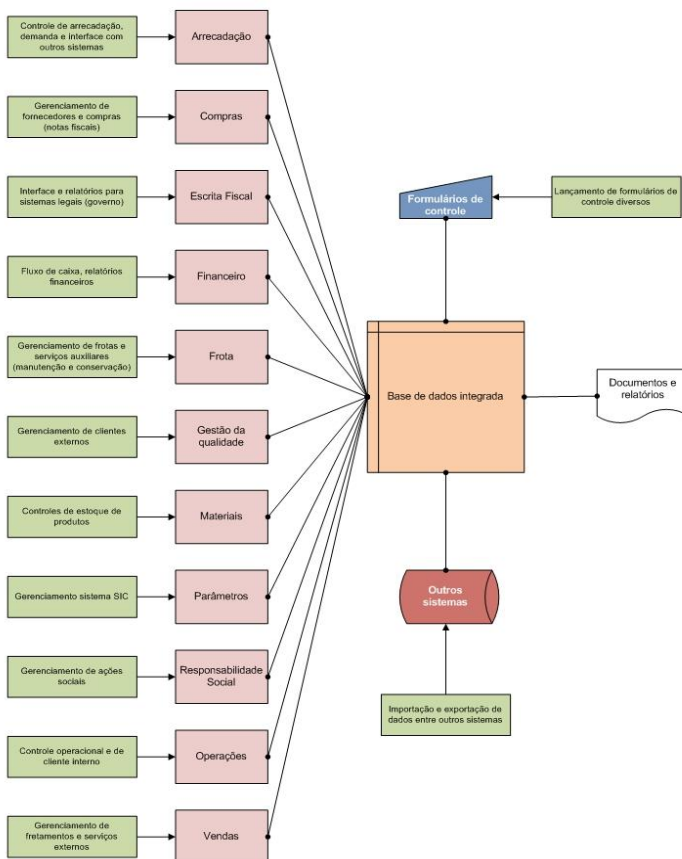 Controle de arrecadação,
demanda e interface com
outros sistemas
Arrecadação
Gerenciamento de
fornecedores e compras
(notas fiscais)
Compras
Interface e relatórios para
sistemas legais (governo)
Escrita Fiscal
Fluxo de caixa, relatórios
financeiros
Financeiro
Gerenciamento de frotas e
serviços auxiliares
(manutenção e conservação)
Frota
Gerenciamento de clientes
externos
Gestão da
qualidade
Controles de estoque de
produtos
Materiais
Gerenciamento sistema SIC
Parâmetros
Gerenciamento de ações
sociais
Responsabilidade
Social
Controle operacional e de
cliente interno
Operações
Gerenciamento de
fretamentos e serviços
externos
Vendas
Formulários de
controle
Lançamento de formulários de
controle diversos
Base de dados integrada
Documentos e
relatórios
Outros
sistemas
Importação e exportação de
dados entre outros sistemas